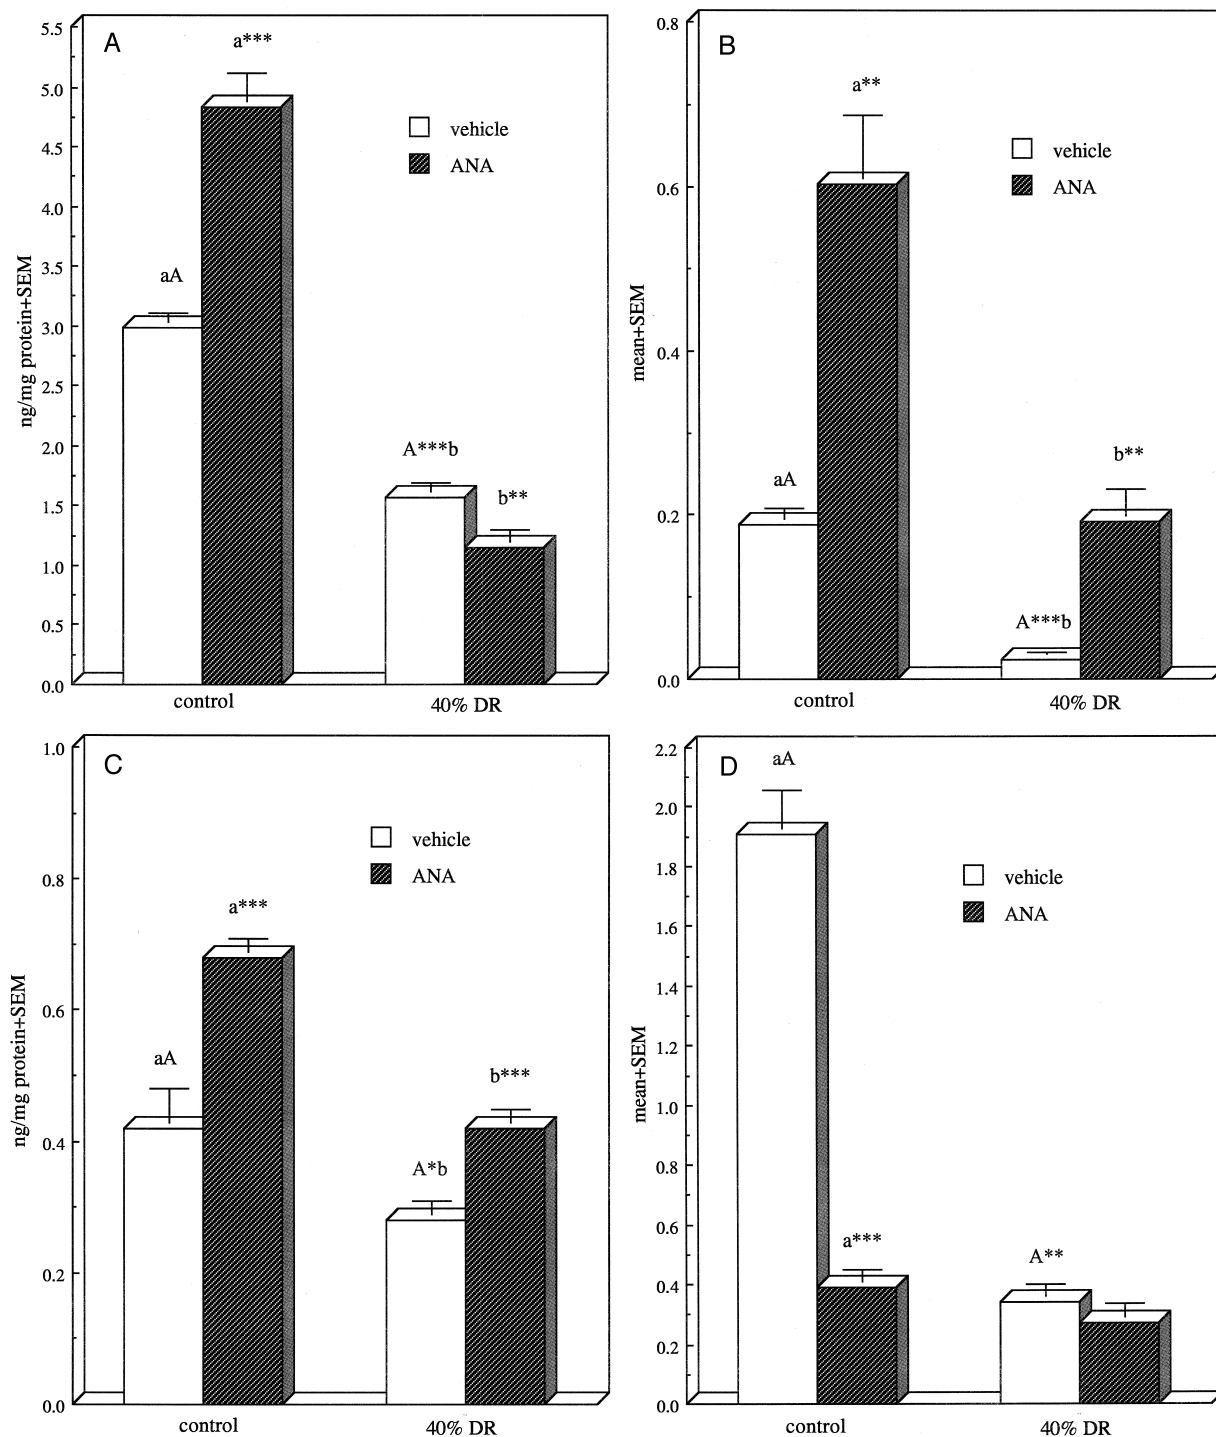 A
5.5
5.0
4.5
4.0
3.5
3.0
2.5
2.0
1.5
1.0
0.5
0.0
ng/mg protein+SEM
aA
a***
A***b
b**
vehicle
ANA
control
40% DR
B
0.8
0.6
0.4
0.2
0.0
mean+SEM
aA
a**
A***b
b**
vehicle
ANA
control
40% DR
C
1.0
0.8
0.6
0.4
0.2
0.0
ng/mg protein+SEM
aA
a***
A*b
b***
vehicle
ANA
control
40% DR
D
2.2
2.0
1.8
1.6
1.4
1.2
1.0
0.8
0.6
0.4
0.2
0.0
mean+SEM
aA
a***
A**
vehicle
ANA
control
40% DR